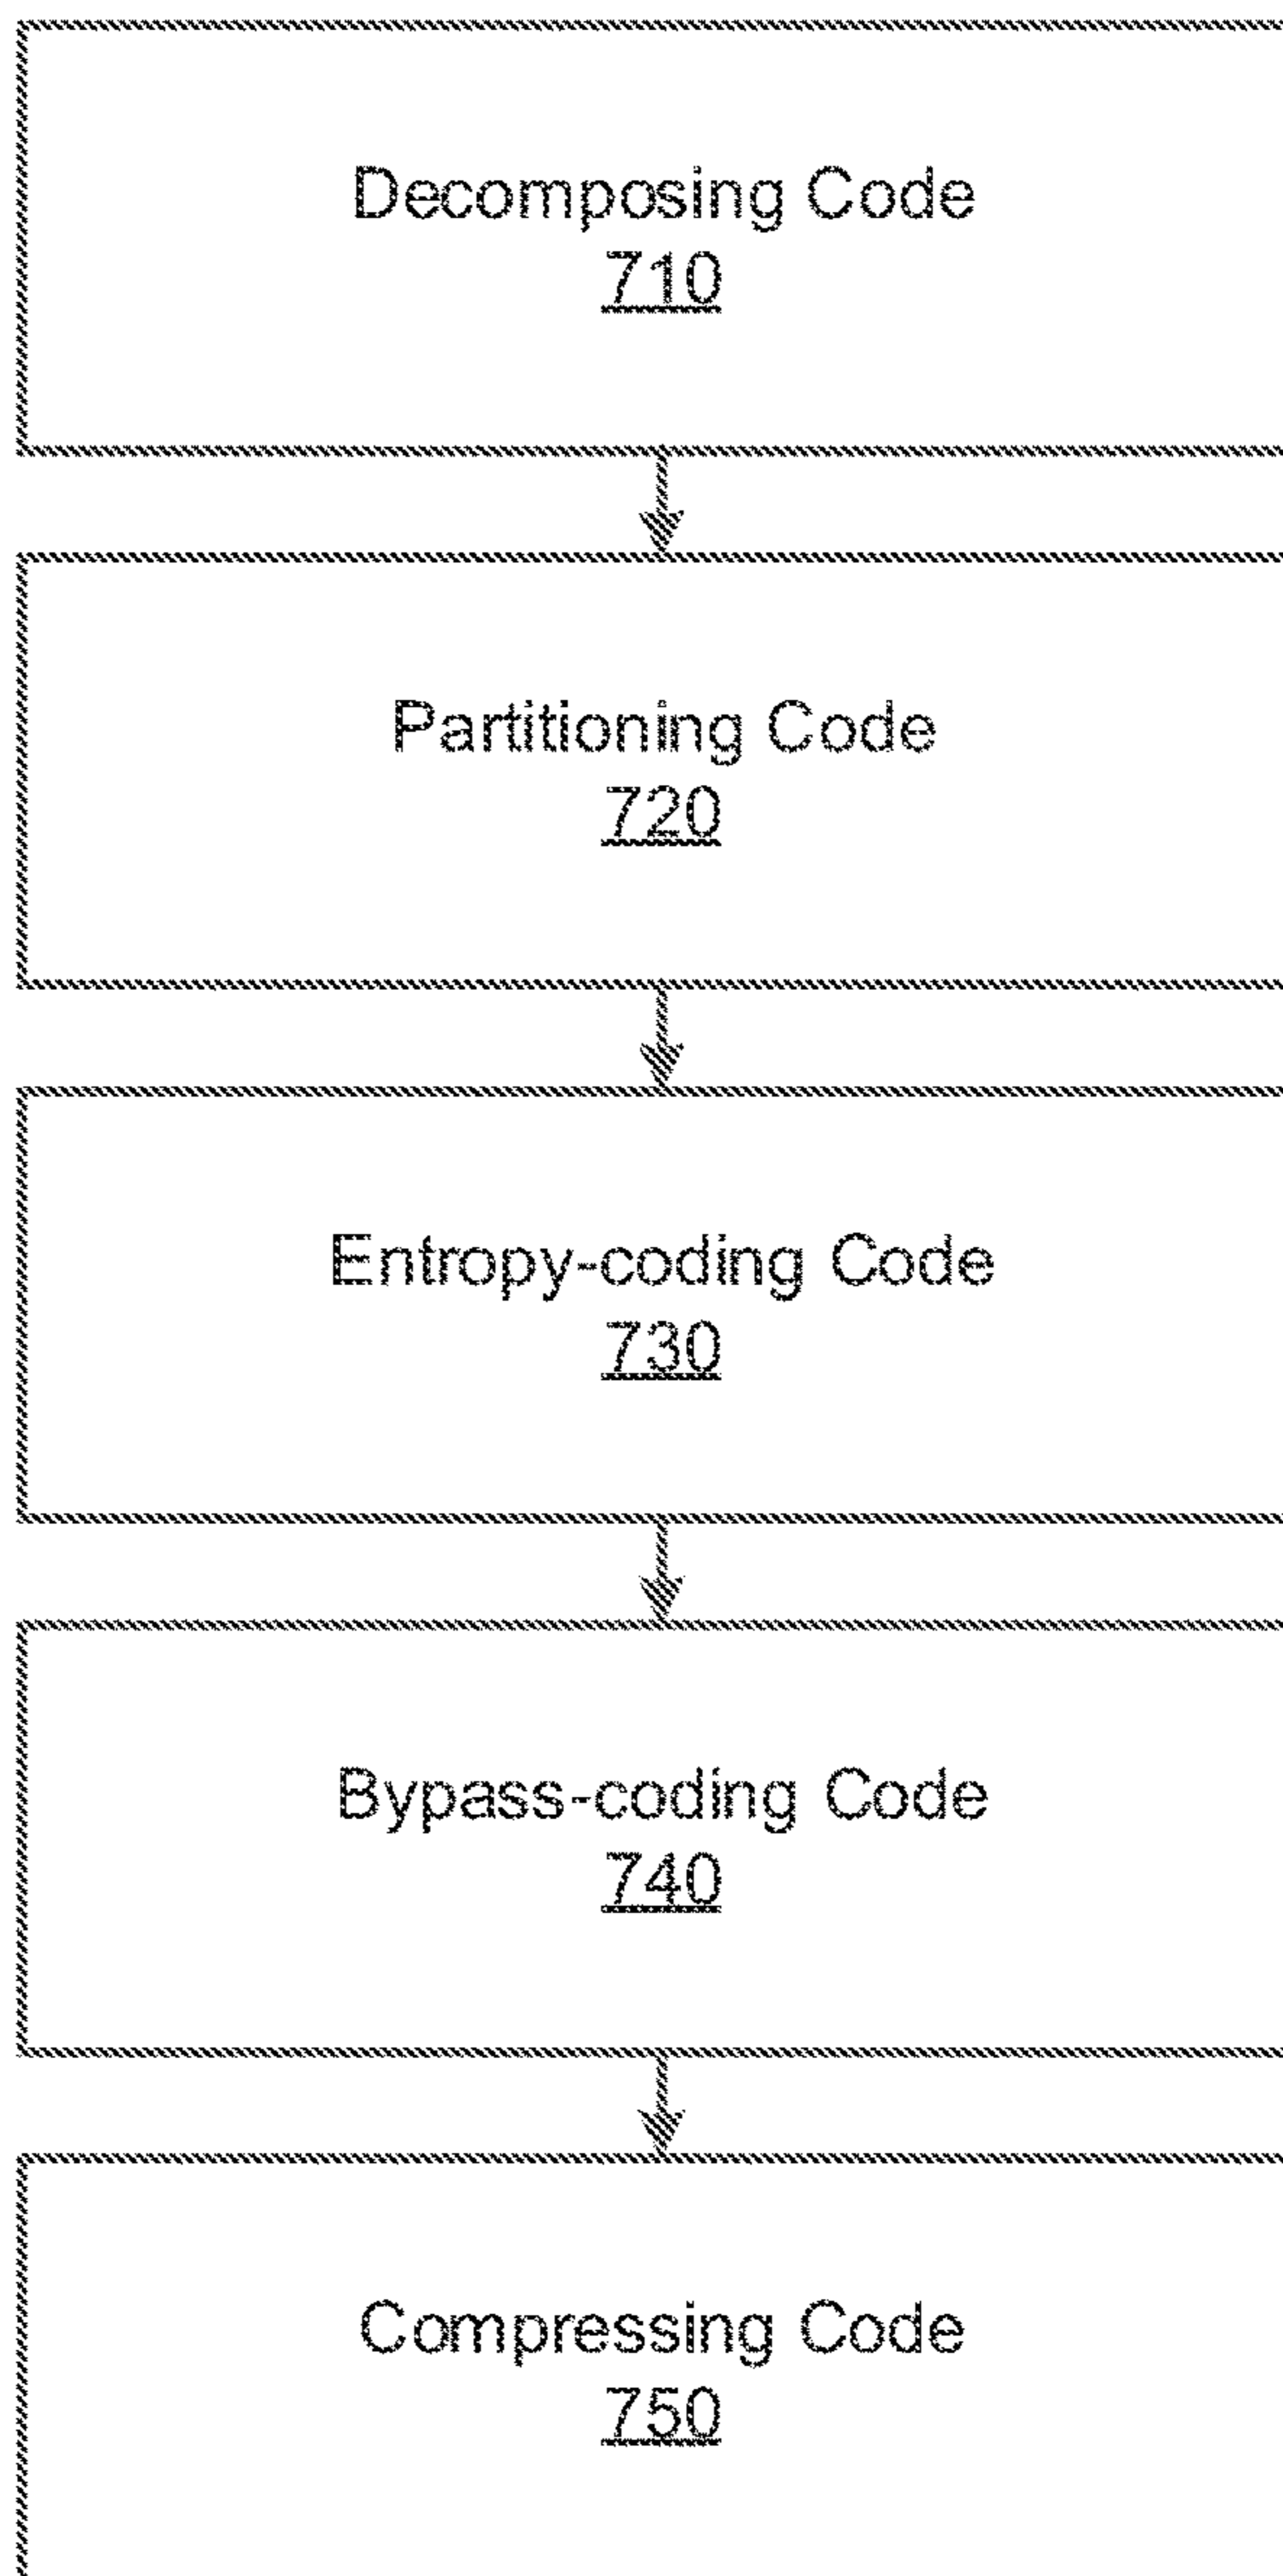 Decomposing Code
710
Partitioning Code
720
Entropy-coding Code
730
Bypass-coding Code
740
Compressing Code
750